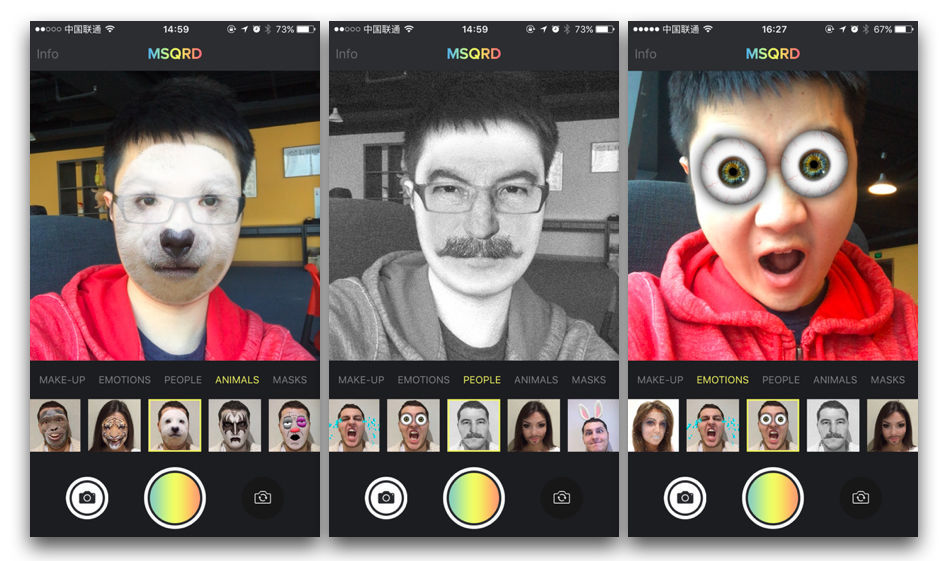 中国联通 14:59 73%
Info MSQRD
MAKE-UP EMOTIONS PEOPLE ANIMALS MASKS
中国联通 14:59 73%
Info MSQRD
MAKE-UP EMOTIONS PEOPLE ANIMALS MASKS
中国联通 16:27 67%
Info MSQRD
MAKE-UP EMOTIONS PEOPLE ANIMALS MASKS